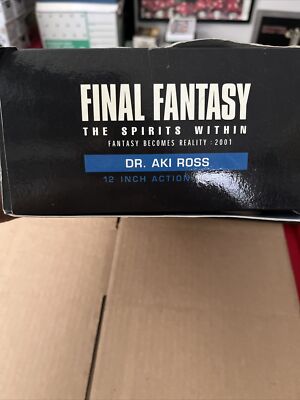 FINAL FANTASY
THE SPIRITS WITHIN
FANTASY BECOMES REALITY : 2001
DR. AKI ROSS
12 INCH ACTION